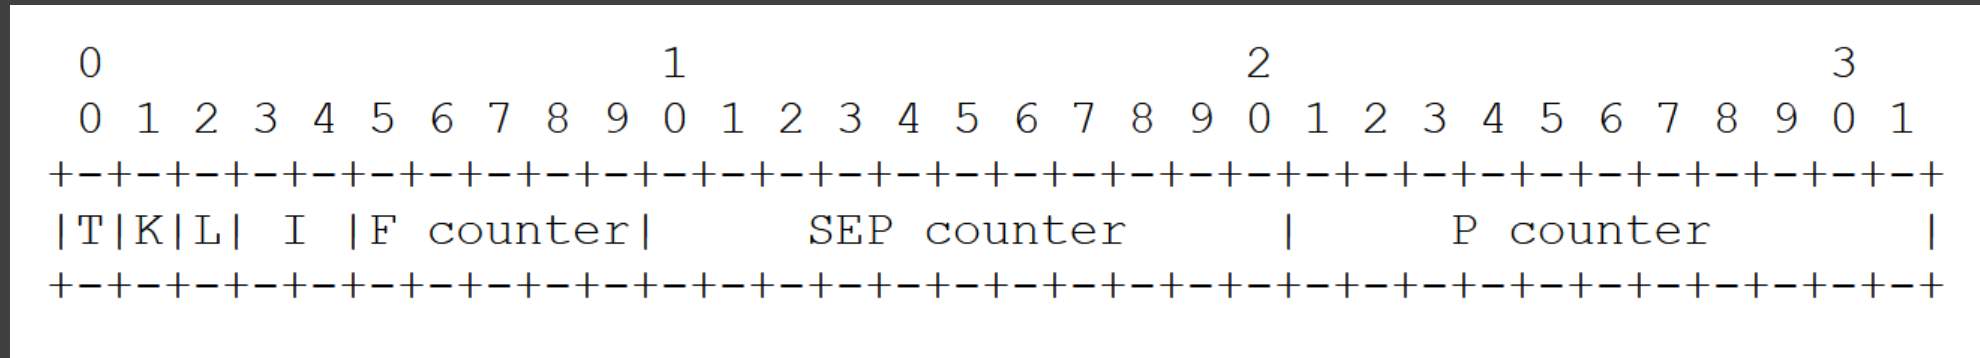 0                   1                   2                   3
 0 1 2 3 4 5 6 7 8 9 0 1 2 3 4 5 6 7 8 9 0 1 2 3 4 5 6 7 8 9 0 1
+-+-+-+-+-+-+-+-+-+-+-+-+-+-+-+-+-+-+-+-+-+-+-+-+-+-+-+-+-+-+-+-+
|T|K|L| I |F counter|     SEP counter     |     P counter       |
+-+-+-+-+-+-+-+-+-+-+-+-+-+-+-+-+-+-+-+-+-+-+-+-+-+-+-+-+-+-+-+-+